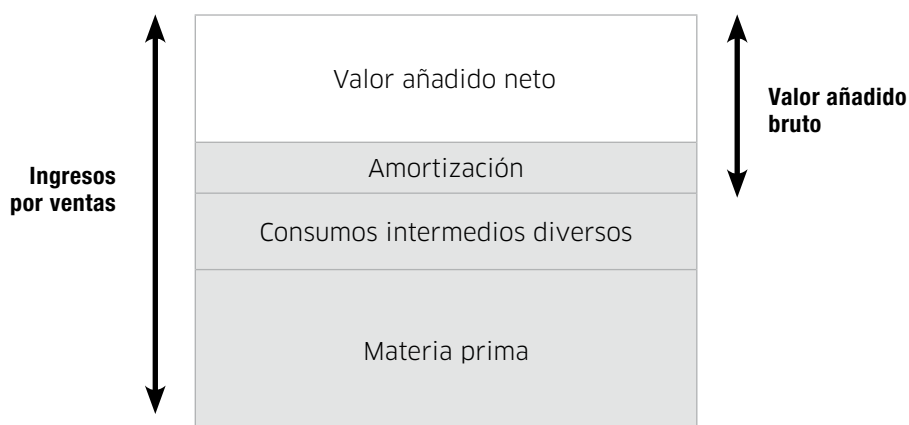 Valor añadido neto
Valor añadido
bruto
Amortización
Ingresos
por ventas
Consumos intermedios diversos
Materia prima